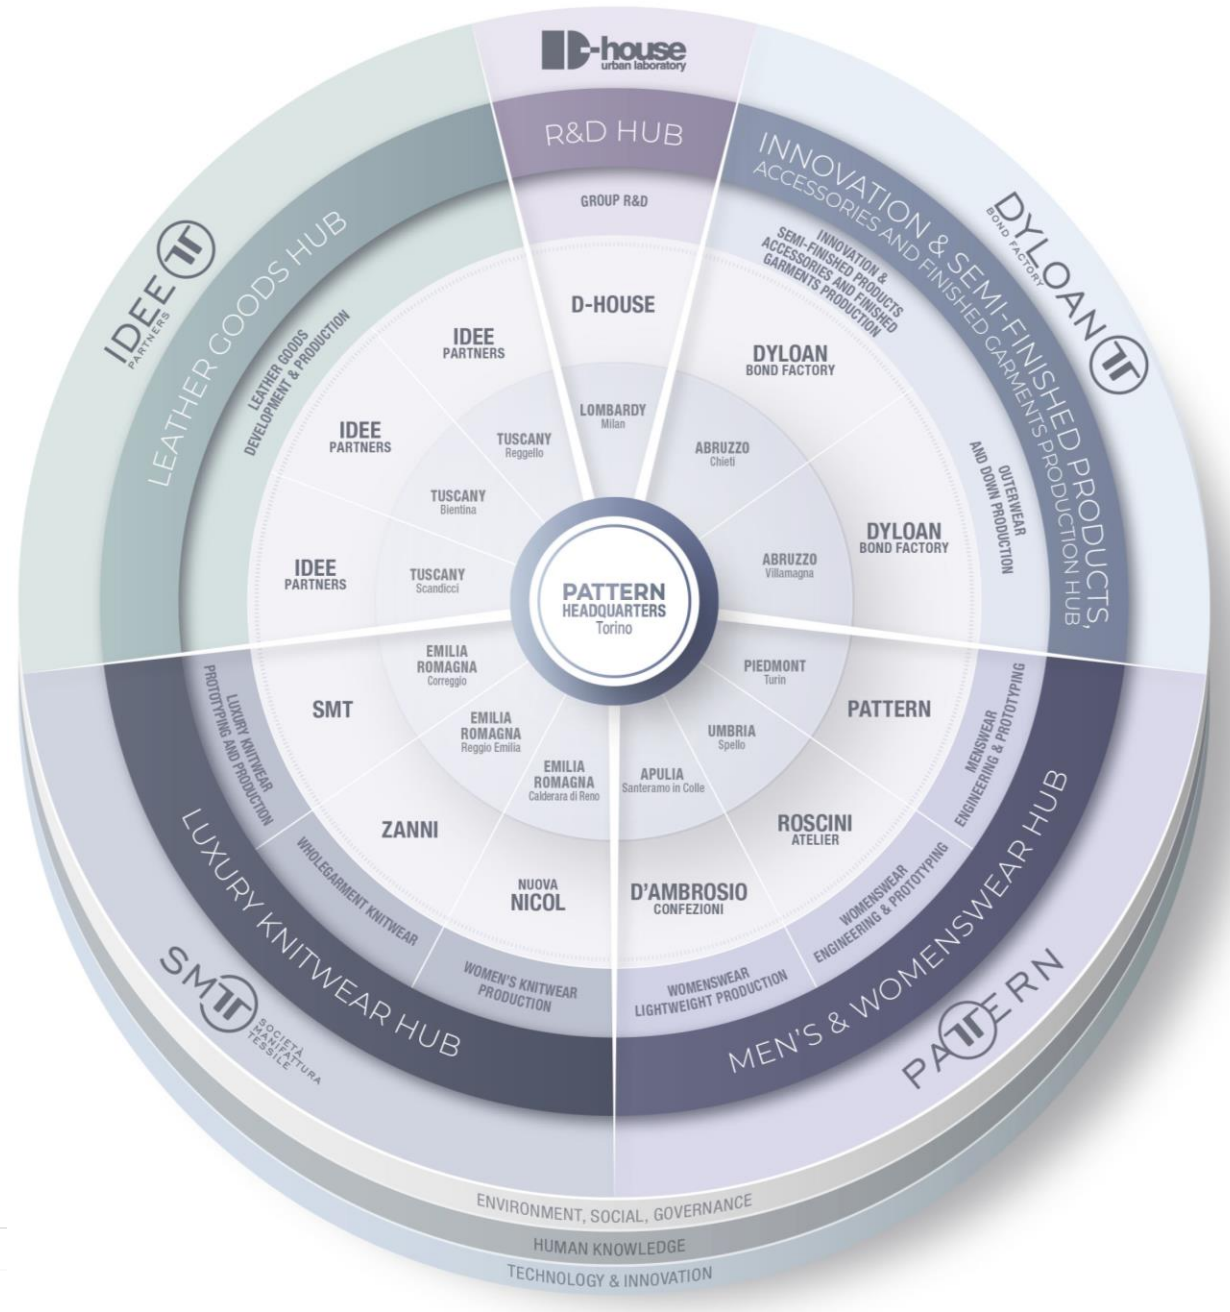 D-house
urban laboratory
R&D HUB
GROUP R&D
D-HOUSE
LOMBARDY
Milan
DYLOAN
BOND FACTORY
INNOVATION & SEMI-FINISHED PRODUCTS,
ACCESSORIES AND FINISHED GARMENTS PRODUCTION HUB
INNOVATION &
SEMI-FINISHED PRODUCTS
ACCESSORIES AND FINISHED
GARMENTS PRODUCTION
DYLOAN
BOND FACTORY
ABRUZZO
Chieti
OUTERWEAR
AND DOWN PRODUCTION
DYLOAN
BOND FACTORY
ABRUZZO
Villamagna
PATTERN
MEN'S & WOMENSWEAR HUB
MENSWEAR
ENGINEERING & PROTOTYPING
PATTERN
PIEDMONT
Turin
WOMENSWEAR
ENGINEERING & PROTOTYPING
ROSCINI
ATELIER
UMBRIA
Spello
WOMENSWEAR
LIGHTWEIGHT PRODUCTION
D'AMBROSIO
CONFEZIONI
APULIA
Santeramo in Colle
SMT
SOCIETÀ
MANIFATTURA
TESSILE
LUXURY KNITWEAR HUB
WOMEN'S KNITWEAR
PRODUCTION
NUOVA
NICOL
EMILIA
ROMAGNA
Calderara di Reno
WHOLEGARMENT KNITWEAR
ZANNI
EMILIA
ROMAGNA
Reggio Emilia
LUXURY KNITWEAR
PROTOTYPING AND PRODUCTION
SMT
EMILIA
ROMAGNA
Correggio
IDEE
PARTNERS
LEATHER GOODS HUB
LEATHER GOODS
DEVELOPMENT & PRODUCTION
IDEE
PARTNERS
TUSCANY
Scandicci
IDEE
PARTNERS
TUSCANY
Bientina
IDEE
PARTNERS
TUSCANY
Reggello
PATTERN
HEADQUARTERS
Torino
ENVIRONMENT, SOCIAL, GOVERNANCE
HUMAN KNOWLEDGE
TECHNOLOGY & INNOVATION